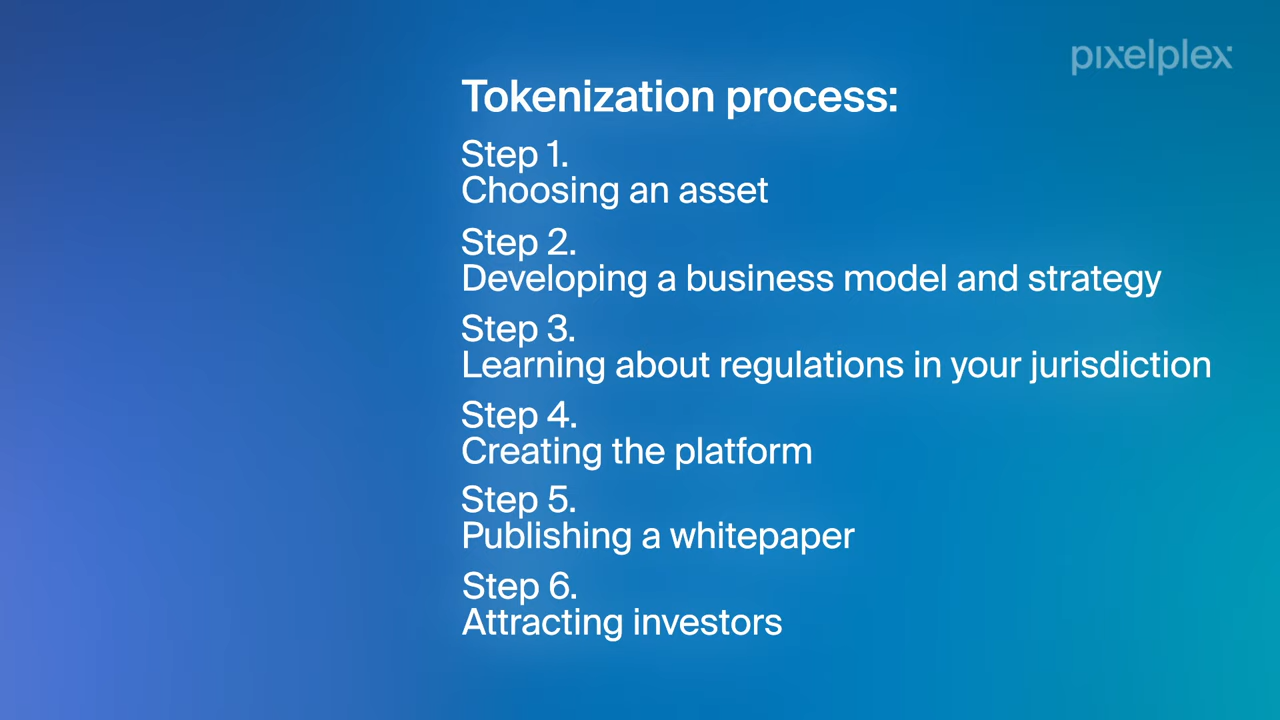 pixelplex
Tokenization process:
Step 1.
Choosing an asset
Step 2.
Developing a business model and strategy
Step 3.
Learning about regulations in your jurisdiction
Step 4.
Creating the platform
Step 5.
Publishing a whitepaper
Step 6.
Attracting investors